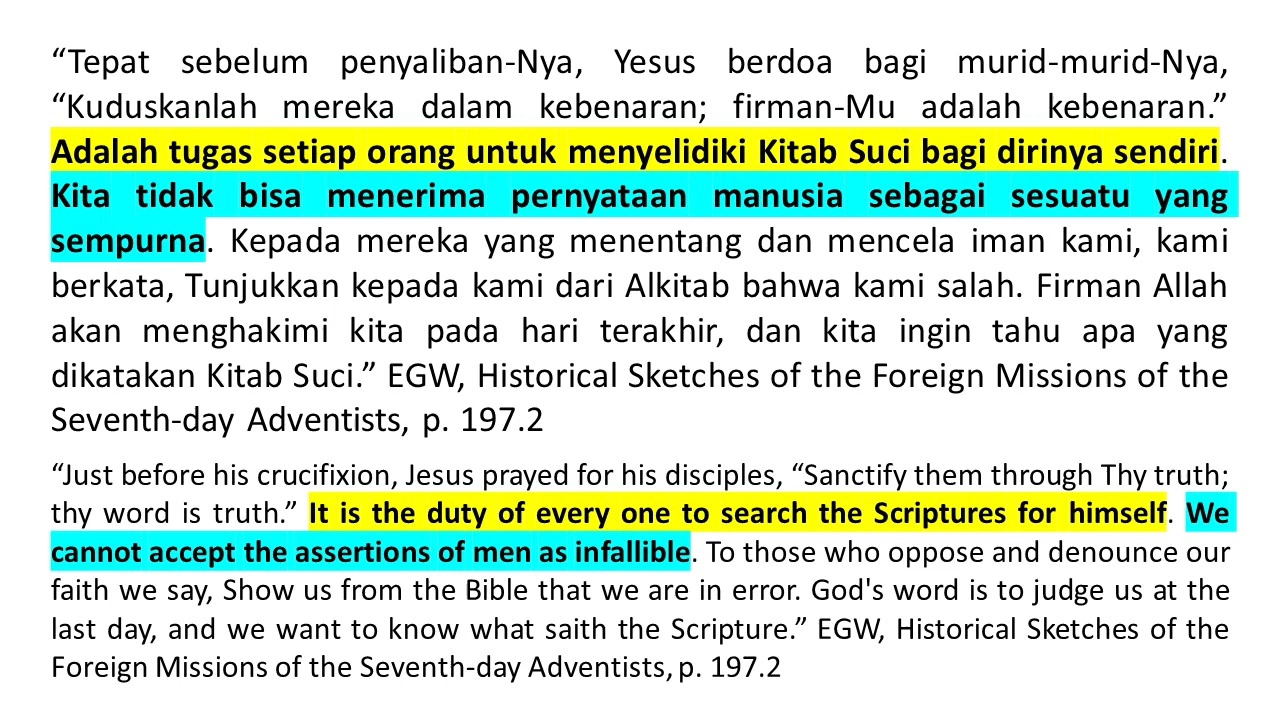 “Tepat sebelum penyaliban-Nya, Yesus berdoa bagi murid-murid-Nya,
“Kuduskanlah mereka dalam kebenaran; firman-Mu adalah kebenaran.”
Adalah tugas setiap orang untuk menyelidiki Kitab Suci bagi dirinya sendiri.
Kita tidak bisa menerima pernyataan manusia sebagai sesuatu yang
sempurna. Kepada mereka yang menentang dan mencela iman kami, kami
berkata, Tunjukkan kepada kami dari Alkitab bahwa kami salah. Firman Allah
akan menghakimi kita pada hari terakhir, dan kita ingin tahu apa yang
dikatakan Kitab Suci.” EGW, Historical Sketches of the Foreign Missions of the
Seventh-day Adventists, p. 197.2
“Just before his crucifixion, Jesus prayed for his disciples, “Sanctify them through Thy truth;
thy word is truth.” It is the duty of every one to search the Scriptures for himself. We
cannot accept the assertions of men as infallible. To those who oppose and denounce our
faith we say, Show us from the Bible that we are in error. God's word is to judge us at the
last day, and we want to know what saith the Scripture.” EGW, Historical Sketches of the
Foreign Missions of the Seventh-day Adventists, p. 197.2